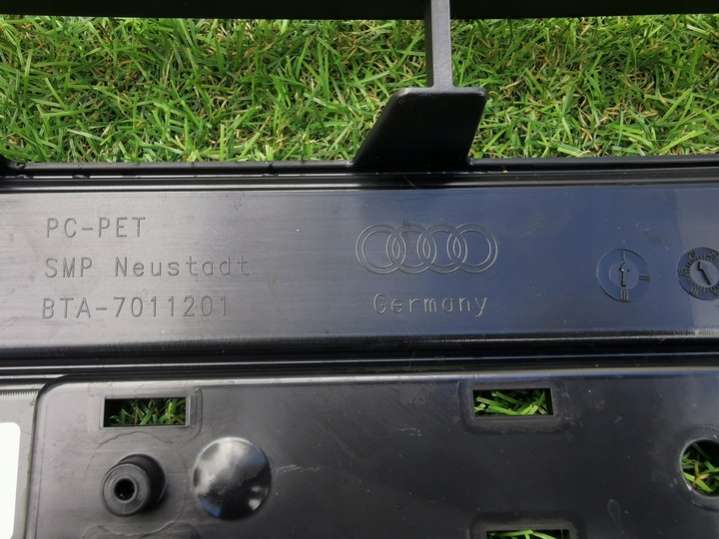 PC-PET
SMP Neustadt
BTA-7011201
Germany